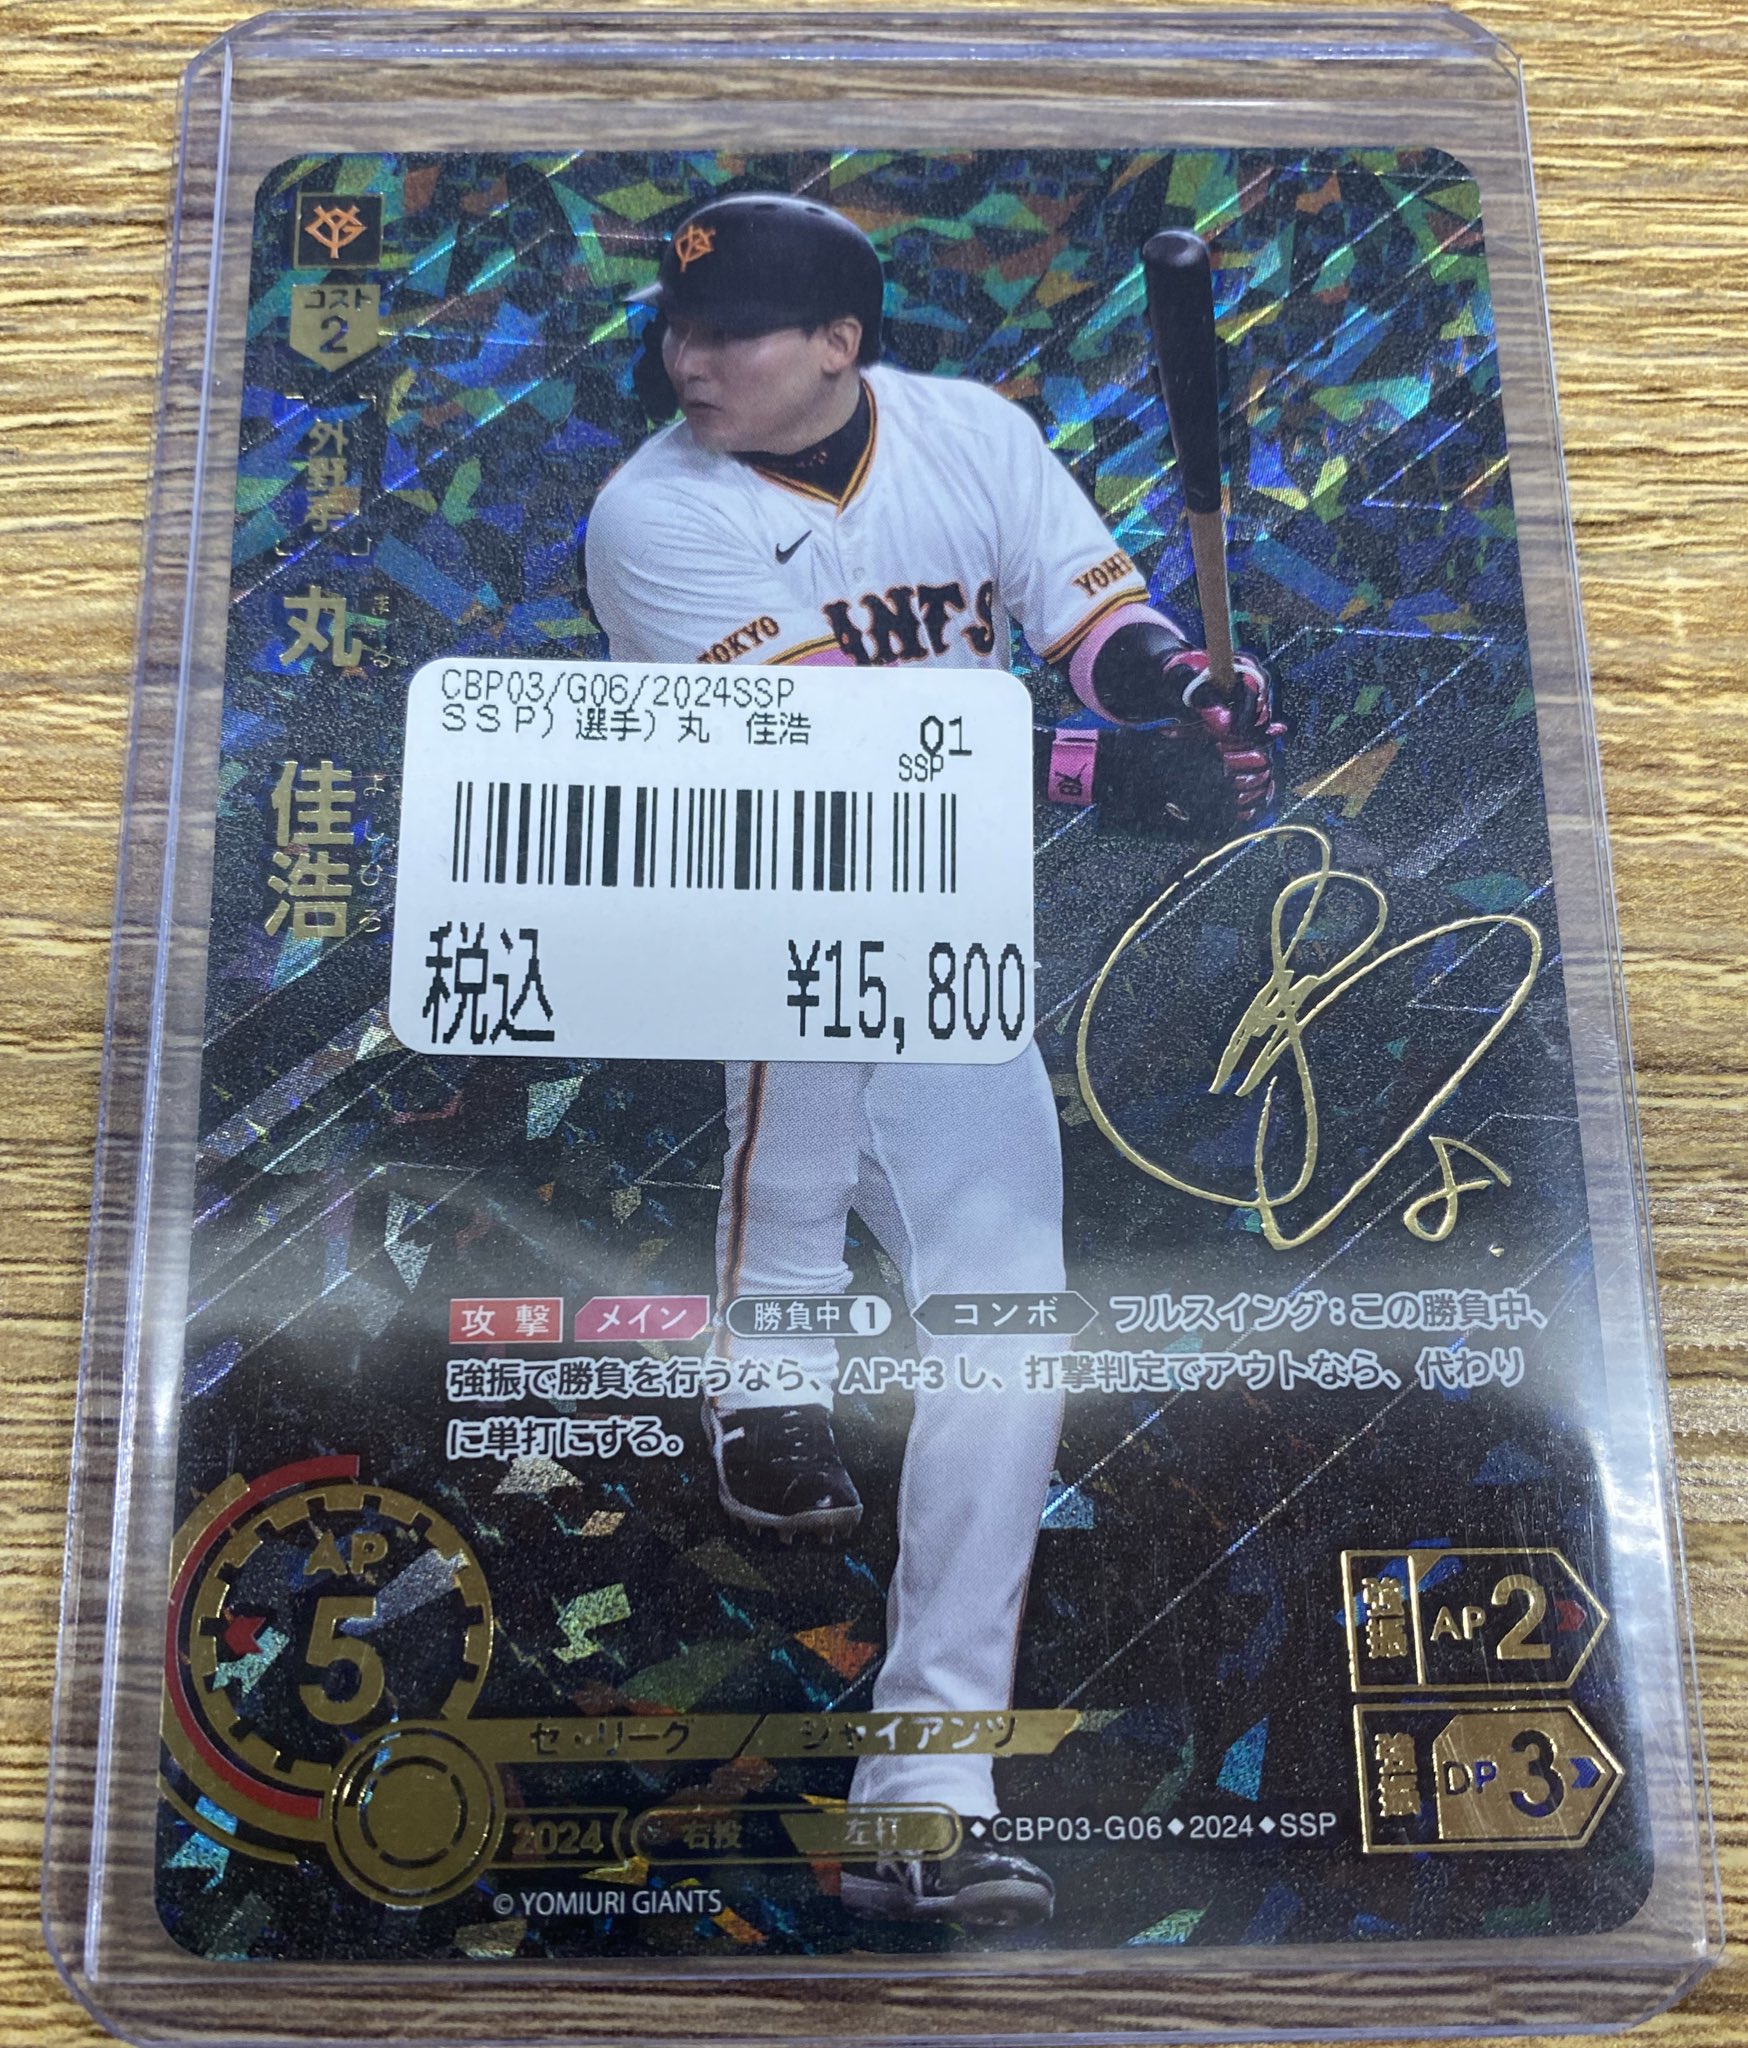 コスト
2
外野手
丸
まる
佳浩
よしひろ
TOKYO
YOMI
CBP03/G06/2024SSP
ＳＳＰ）選手）丸　佳浩
01
SSP
税込 ¥15,800
攻撃 メイン 勝負中① コンボ フルスイング：この勝負中、
強振で勝負を行うなら、AP+3し、打撃判定でアウトなら、代わり
に単打にする。
AP
5
強振 AP 2
強振 DP 3
セ・リーグ / ジャイアンツ
2024 右投 左打 ◆CBP03-G06◆2024◆SSP
© YOMIURI GIANTS